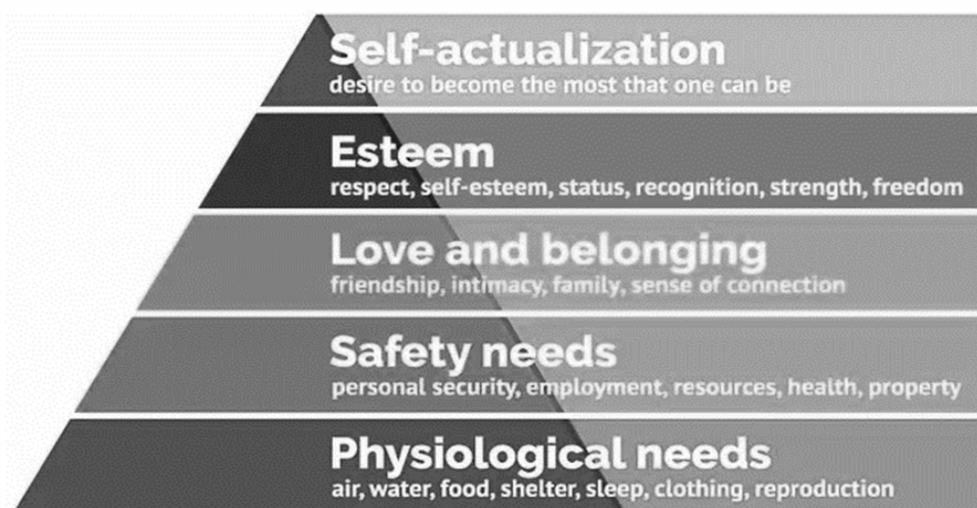 Self-actualization
desire to become the most that one can be
Esteem
respect, self-esteem, status, recognition, strength, freedom
Love and belonging
friendship, intimacy, family, sense of connection
Safety needs
personal security, employment, resources, health, property
Physiological needs
air, water, food, shelter, sleep, clothing, reproduction